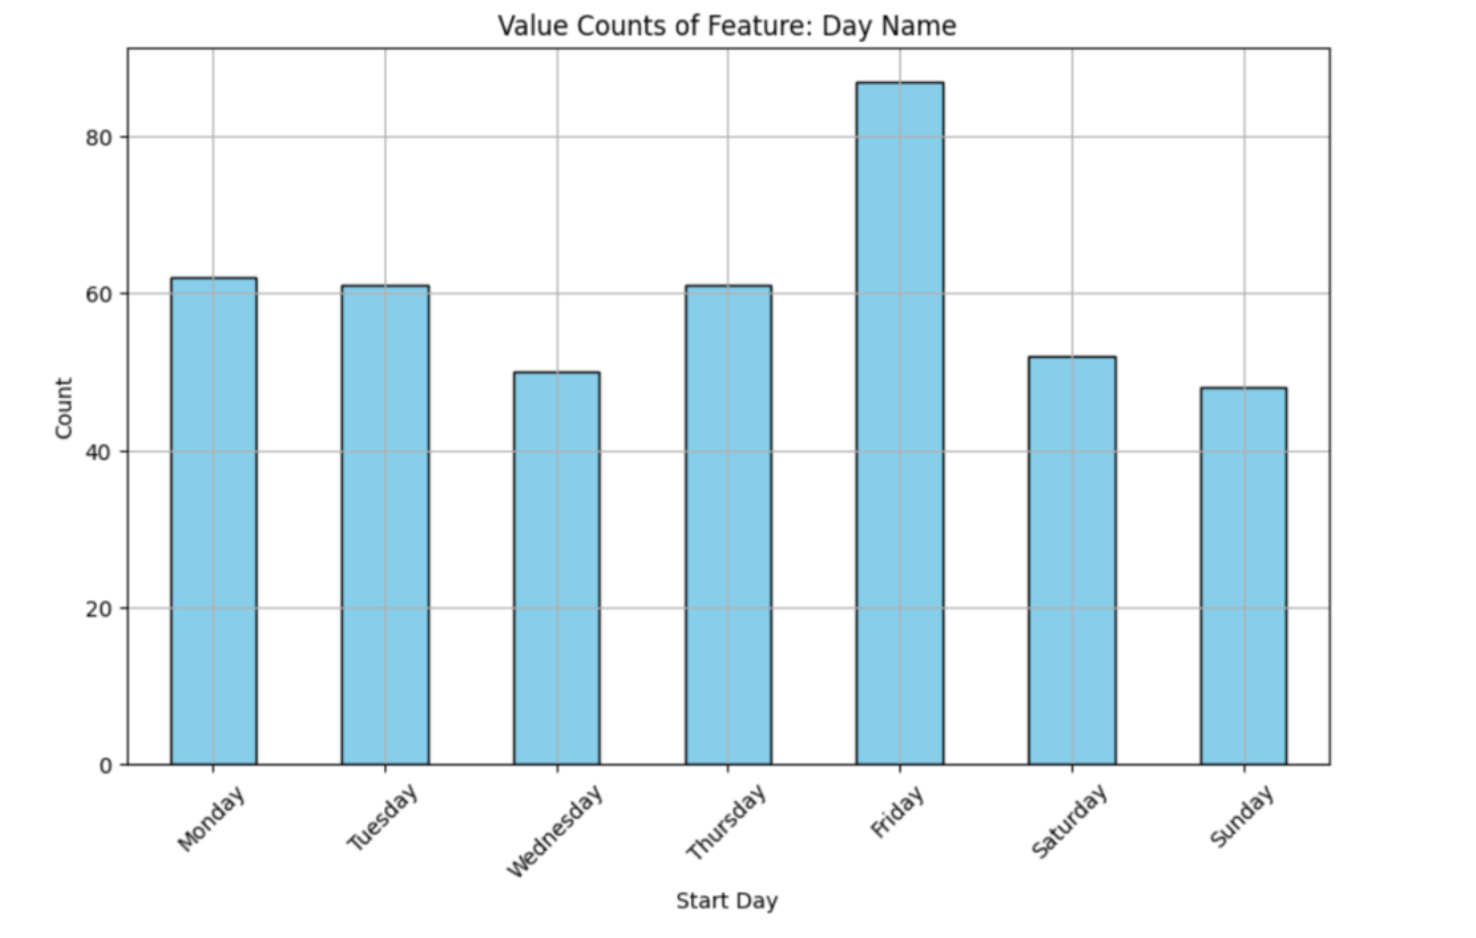 Value Counts of Feature: Day Name
80
60
40
20
0
Count
Monday
Tuesday
Wednesday
Thursday
Friday
Saturday
Sunday
Start Day